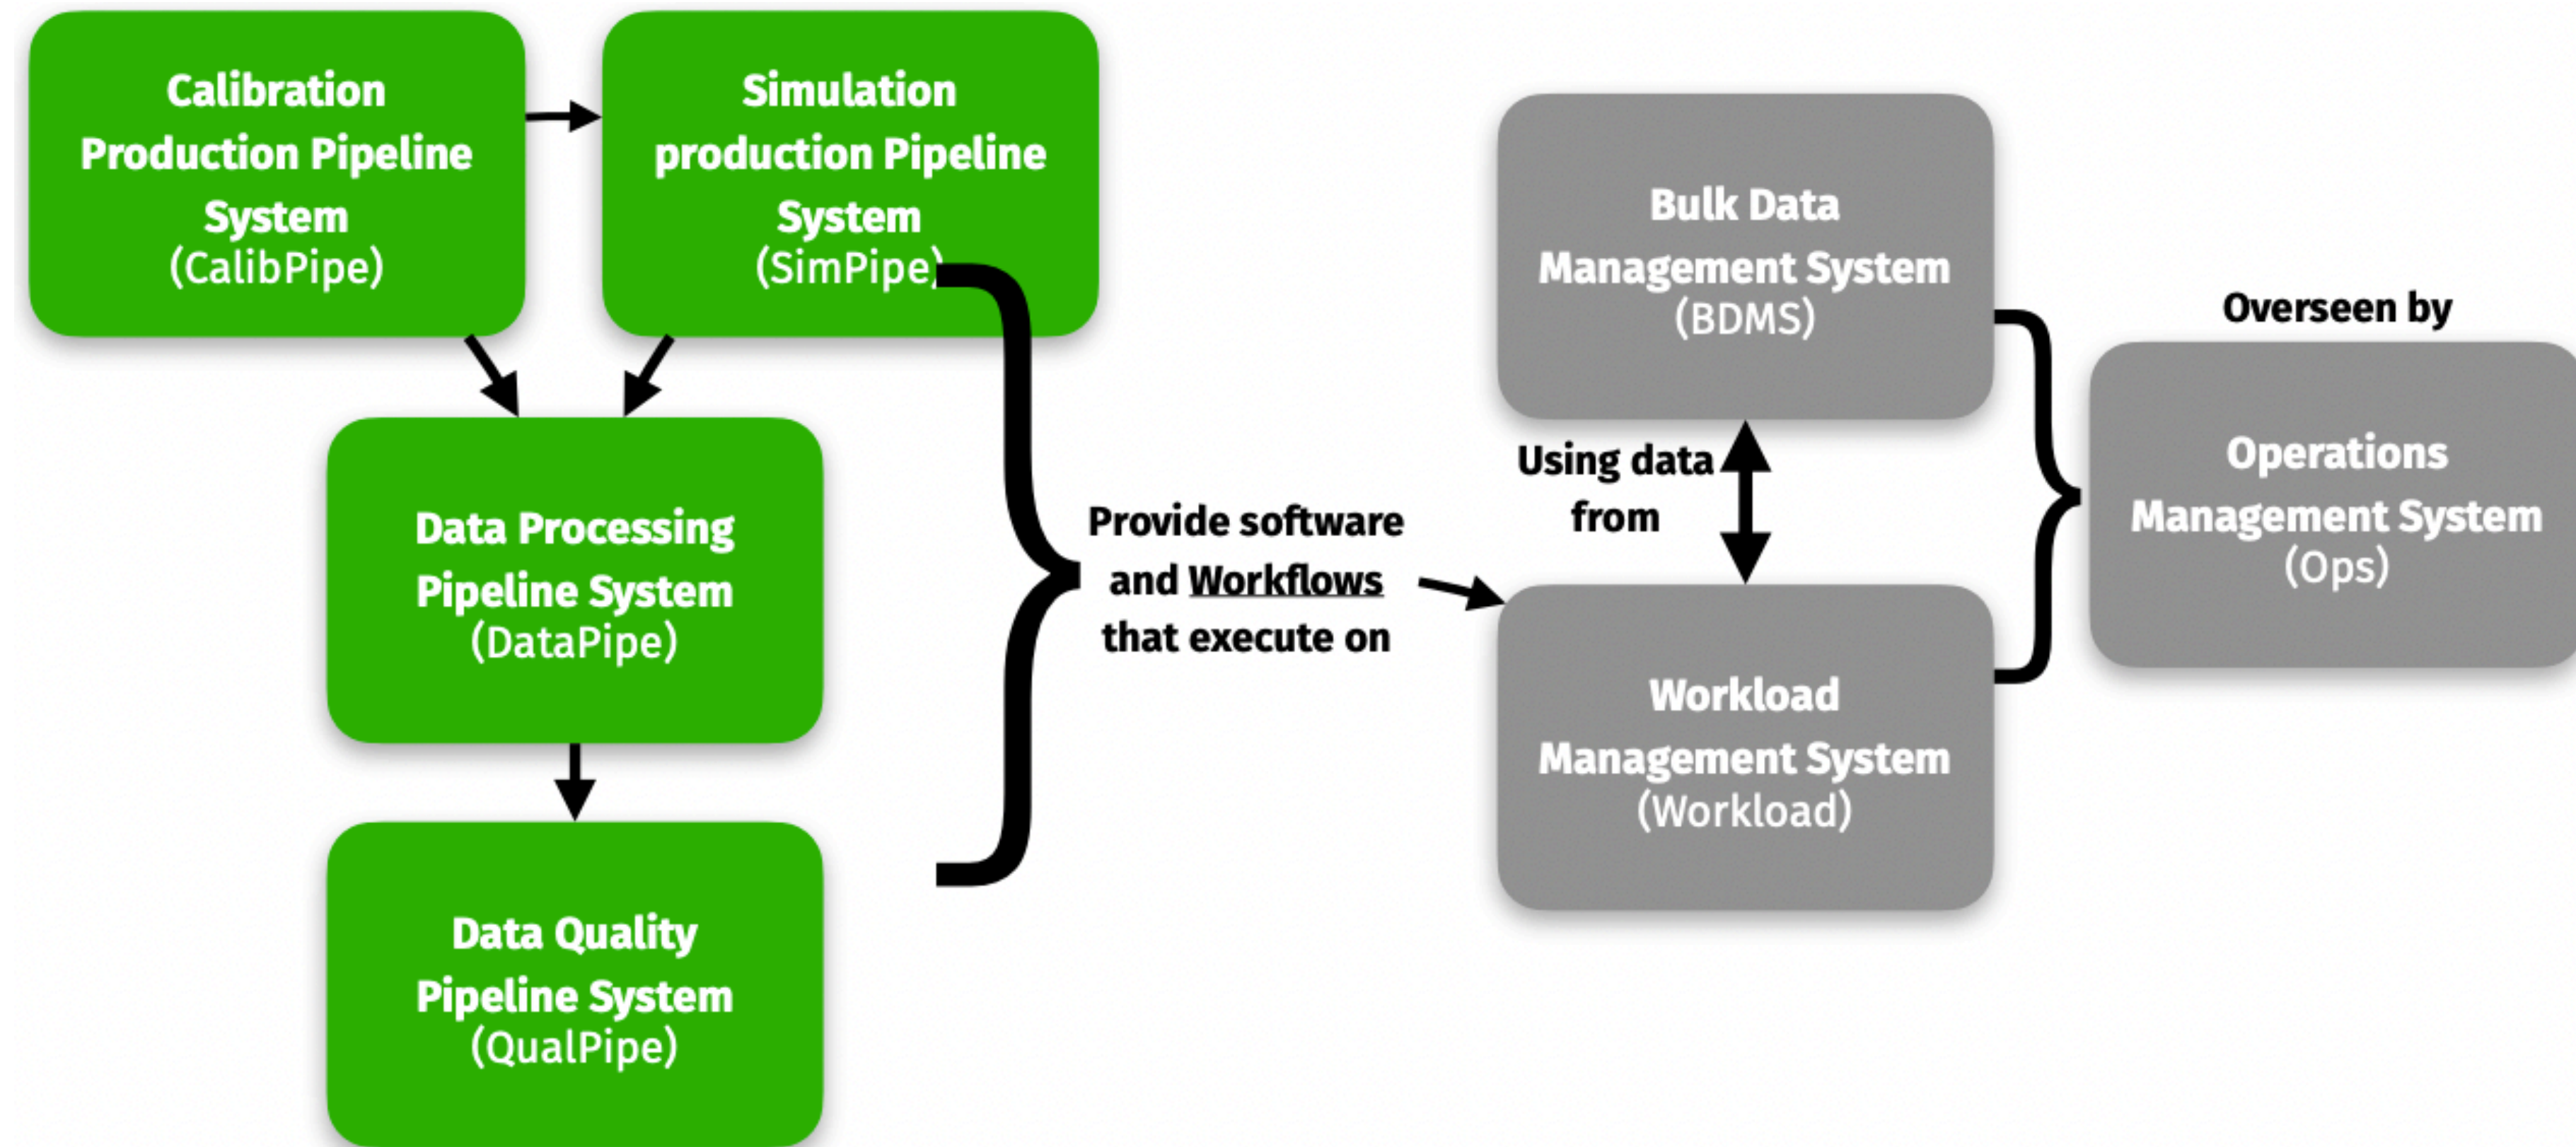 Calibration
Production Pipeline
System
(CalibPipe)
Simulation
production Pipeline
System
(SimPipe)
Data Processing
Pipeline System
(DataPipe)
Data Quality
Pipeline System
(QualPipe)
Provide software
and Workflows
that execute on
Bulk Data
Management System
(BDMS)
Using data
from
Workload
Management System
(Workload)
Overseen by
Operations
Management System
(Ops)